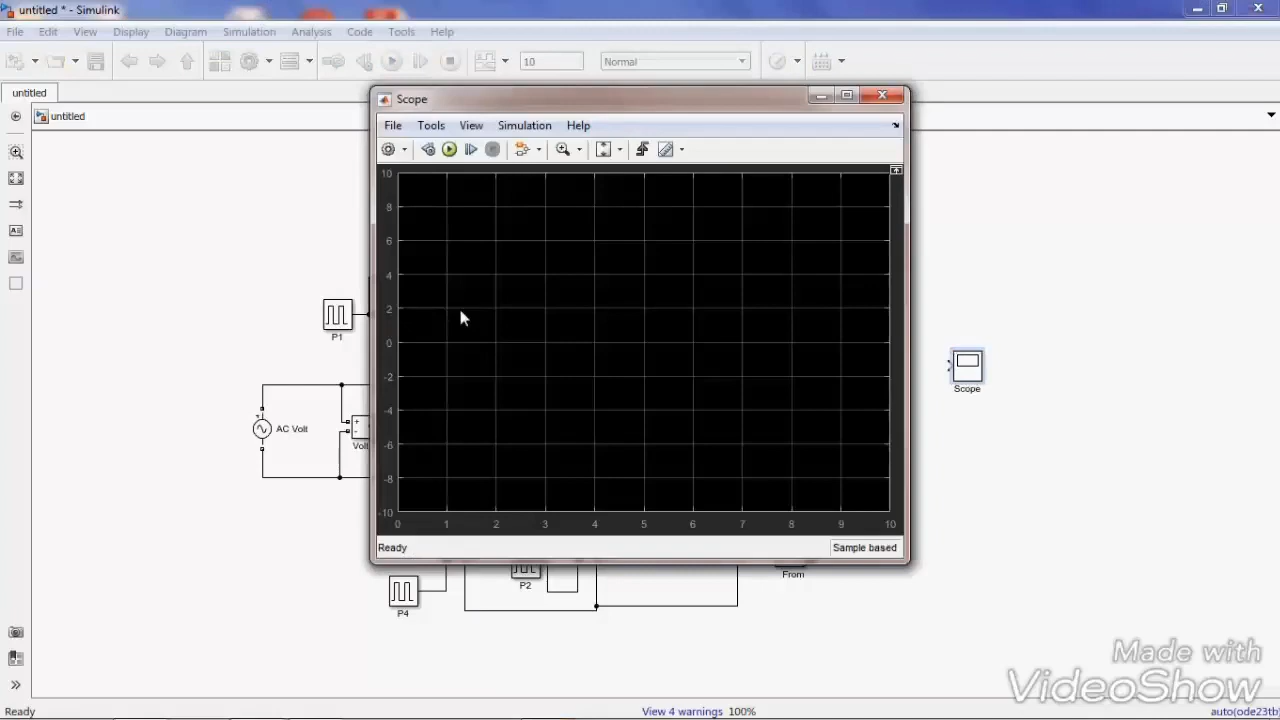 untitled * - Simulink
File Edit View Display Diagram Simulation Analysis Code Tools Help
10
Normal
untitled
untitled
Scope
File Tools View Simulation Help
10
8
6
4
2
0
-2
-4
-6
-8
-10
0 1 2 3 4 5 6 7 8 9 10
Ready
Sample based
P1
AC Volt
+
-
Volt
Scope
From
P2
P4
Made with
VideoShow
Ready
View 4 warnings
100%
auto(ode23tb)